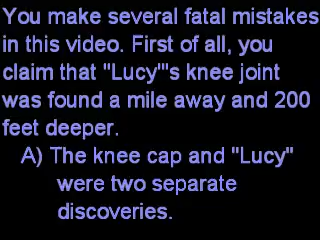 You make several fatal mistakes
in this video. First of all, you
claim that "Lucy"'s knee joint
was found a mile away and 200
feet deeper.
A) The knee cap and "Lucy"
were two separate
discoveries.